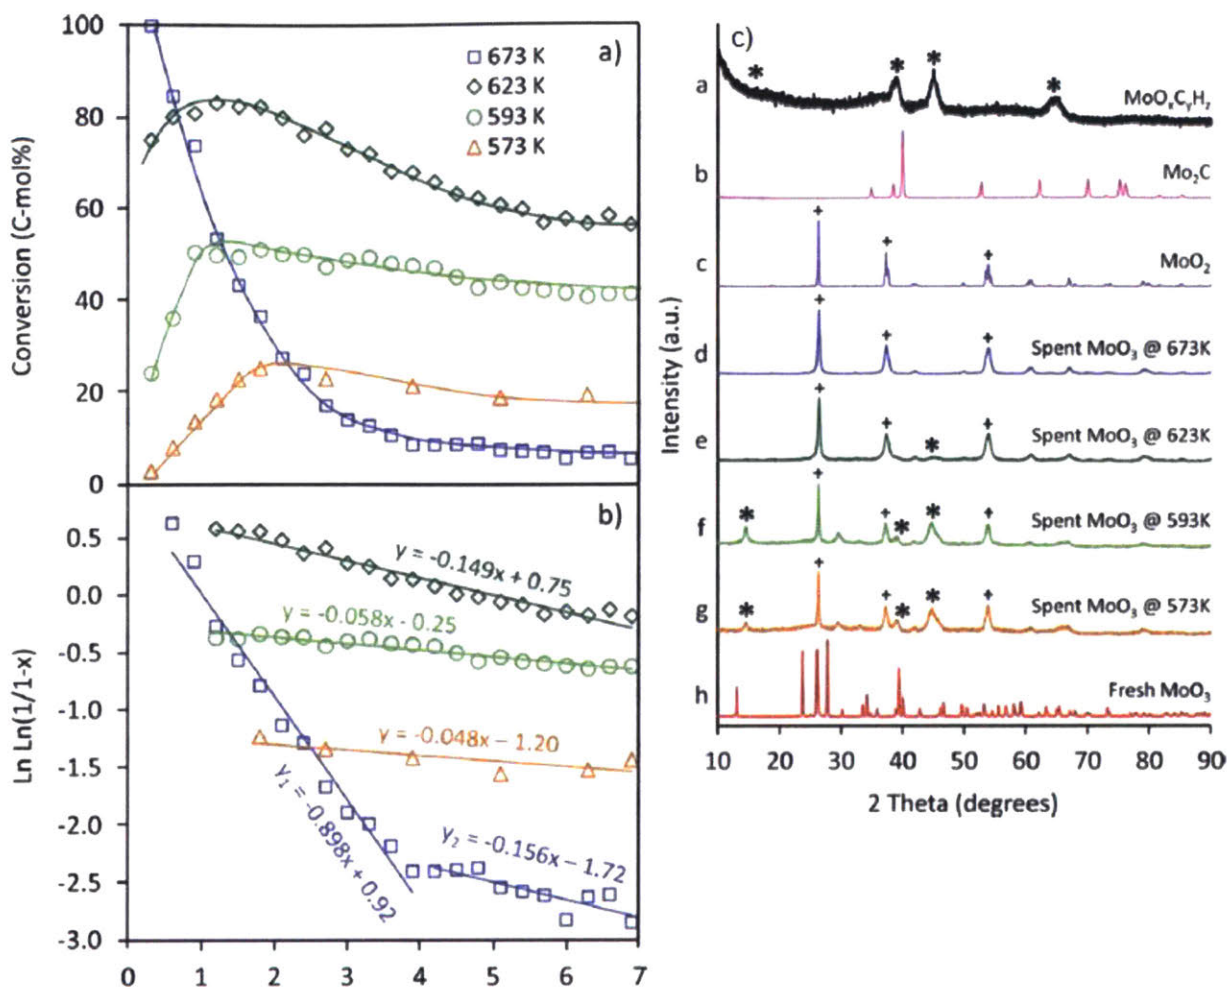 a)
673 K
623 K
593 K
573 K
Conversion (C-mol%)
100
80
60
40
20
0
b)
y = -0.149x + 0.75
y = -0.058x - 0.25
y = -0.048x – 1.20
y₁ = -0.898x + 0.92
y₂ = -0.156x – 1.72
Ln Ln(1/1-x)
0.5
0.0
-0.5
-1.0
-1.5
-2.0
-2.5
-3.0
0 1 2 3 4 5 6 7
c)
Intensity (a.u.)
a * * * * MoOₓCᵧH_z
b Mo₂C
+ + +
c MoO₂
+ + +
d Spent MoO₃ @ 673K
+ + * +
e Spent MoO₃ @ 623K
* + + * * +
f Spent MoO₃ @ 593K
* + + * * +
g Spent MoO₃ @ 573K
h Fresh MoO₃
10 20 30 40 50 60 70 80 90
2 Theta (degrees)